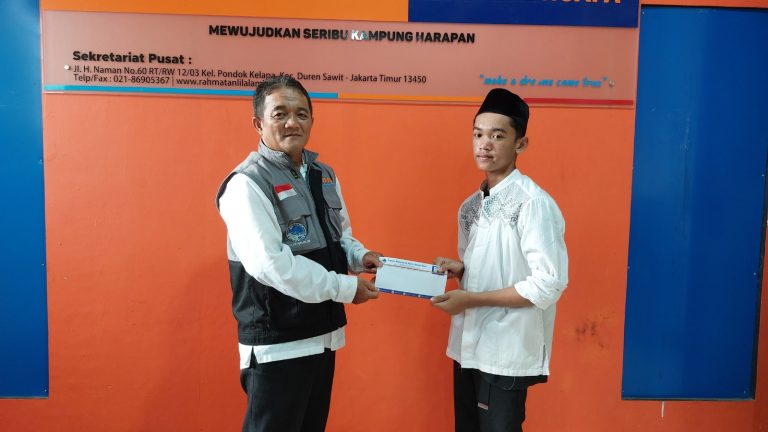 MEWUJUDKAN SERIBU KAMPUNG HARAPAN
Sekretariat Pusat :
Jl. H. Naman No.60 RT/RW 12/03 Kel. Pondok Kelapa, Kec. Duren Sawit - Jakarta Timur 13450
Telp/Fax : 021-86905367 | www.rahmatanlilalam
"make a dream come true"